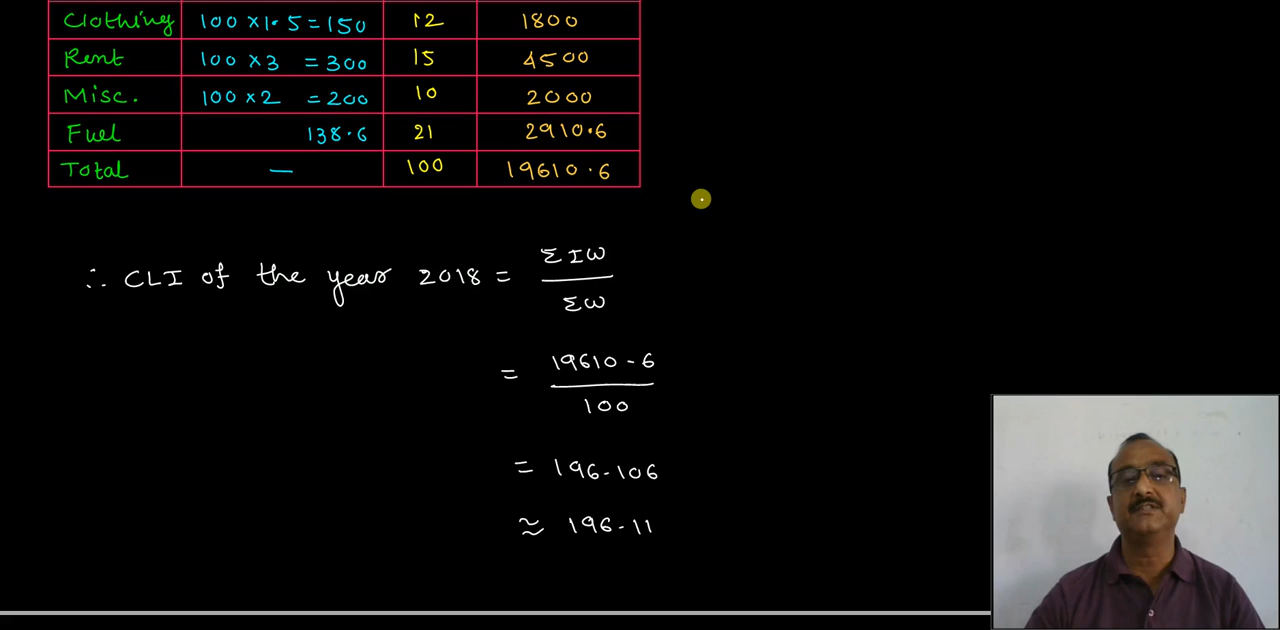 Clothing 100 × 1.5 = 150 12 1800
Rent 100 × 3 = 300 15 4500
Misc. 100 × 2 = 200 10 2000
Fuel 138.6 21 2910.6
Total — 100 19610.6
∴ CLI of the year 2018 = ΣIW / ΣW
= 19610.6 / 100
= 196.106
≈ 196.11